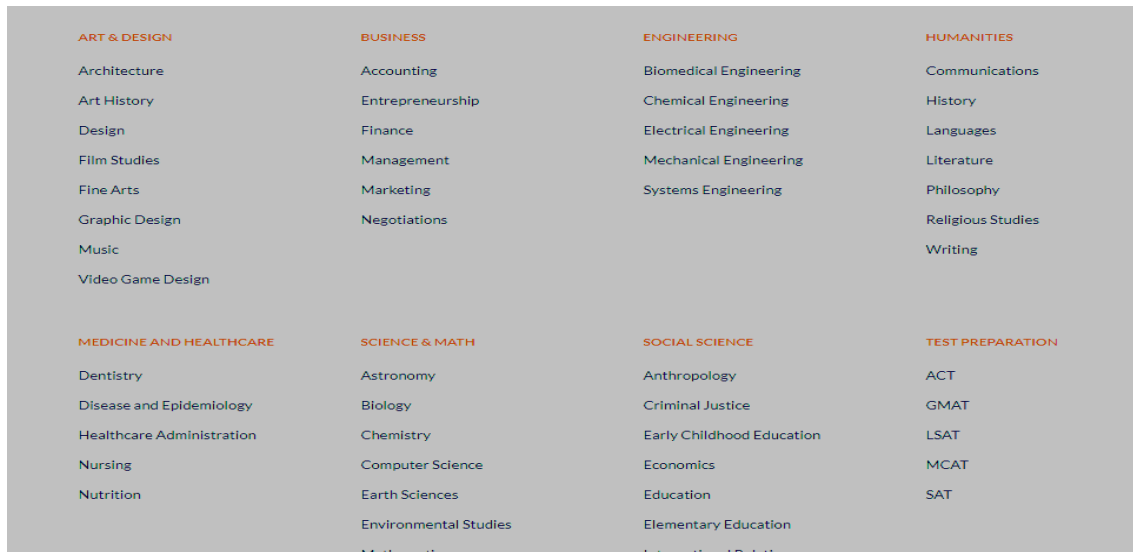 ART & DESIGN
Architecture
Art History
Design
Film Studies
Fine Arts
Graphic Design
Music
Video Game Design
BUSINESS
Accounting
Entrepreneurship
Finance
Management
Marketing
Negotiations
ENGINEERING
Biomedical Engineering
Chemical Engineering
Electrical Engineering
Mechanical Engineering
Systems Engineering
HUMANITIES
Communications
History
Languages
Literature
Philosophy
Religious Studies
Writing
MEDICINE AND HEALTHCARE
Dentistry
Disease and Epidemiology
Healthcare Administration
Nursing
Nutrition
SCIENCE & MATH
Astronomy
Biology
Chemistry
Computer Science
Earth Sciences
Environmental Studies
SOCIAL SCIENCE
Anthropology
Criminal Justice
Early Childhood Education
Economics
Education
Elementary Education
TEST PREPARATION
ACT
GMAT
LSAT
MCAT
SAT